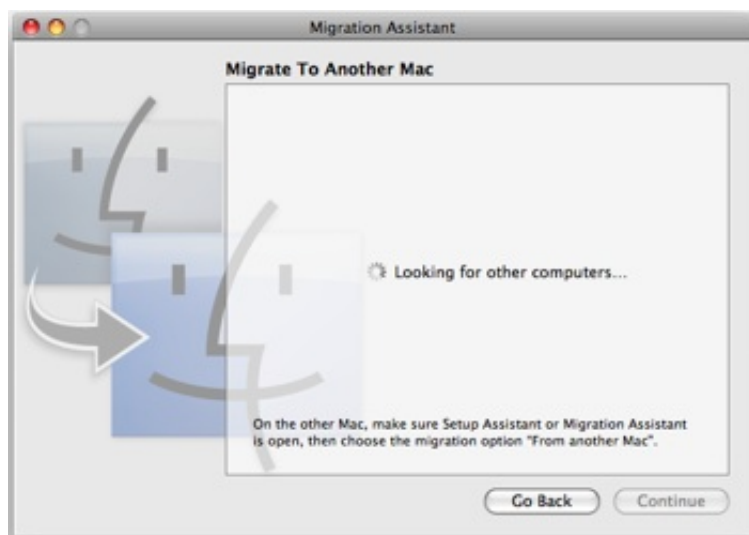 Migration Assistant
Migrate To Another Mac
Looking for other computers...
On the other Mac, make sure Setup Assistant or Migration Assistant
is open, then choose the migration option "From another Mac".
Go Back
Continue